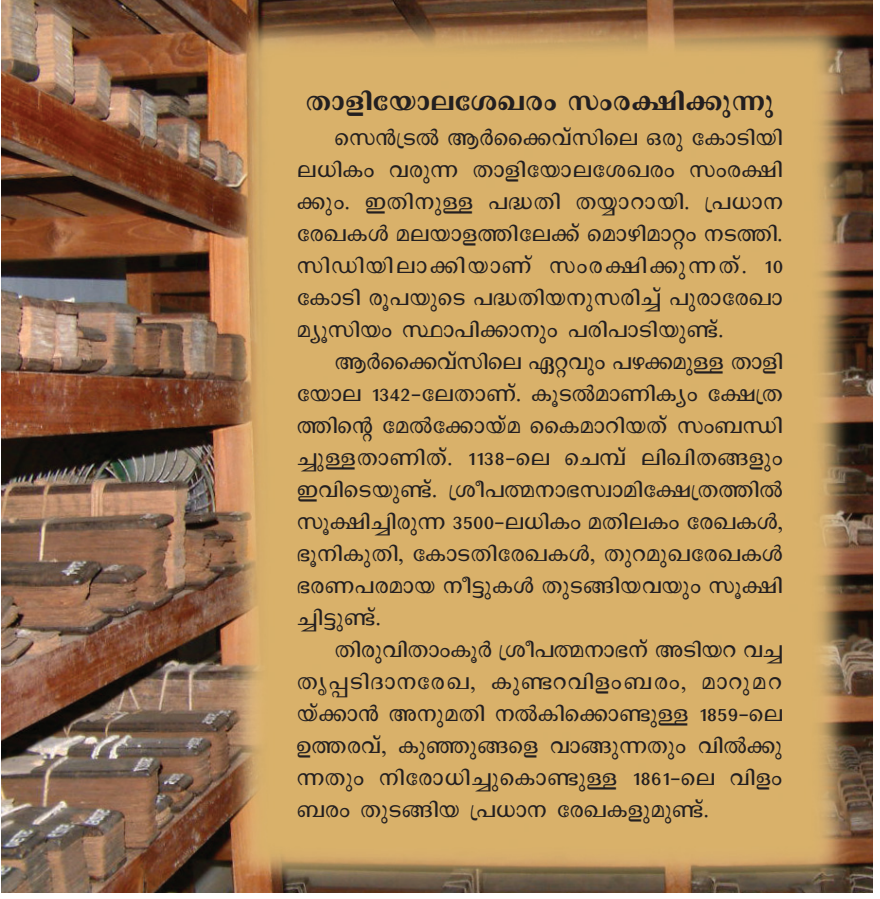 താളിയോലശേഖരം സംരക്ഷിക്കുന്നു
സെൻട്രൽ ആർക്കൈവ്സിലെ ഒരു കോടിയി
ലധികം വരുന്ന താളിയോലശേഖരം സംരക്ഷി
ക്കും. ഇതിനുള്ള പദ്ധതി തയ്യാറായി. പ്രധാന
രേഖകൾ മലയാളത്തിലേക്ക് മൊഴിമാറ്റം നടത്തി.
സിഡിയിലാക്കിയാണ് സംരക്ഷിക്കുന്നത്. 10
കോടി രൂപയുടെ പദ്ധതിയനുസരിച്ച് പുരാരേഖാ
മ്യൂസിയം സ്ഥാപിക്കാനും പരിപാടിയുണ്ട്.
ആർക്കൈവ്സിലെ ഏറ്റവും പഴക്കമുള്ള താളി
യോല 1342-ലേതാണ്. കൂടൽമാണിക്യം ക്ഷേത്ര
ത്തിന്റെ മേൽക്കോയ്മ കൈമാറിയത് സംബന്ധി
ച്ചുള്ളതാണിത്. 1138-ലെ ചെമ്പ് ലിഖിതങ്ങളും
ഇവിടെയുണ്ട്. ശ്രീപത്മനാഭസ്വാമിക്ഷേത്രത്തിൽ
സൂക്ഷിച്ചിരുന്ന 3500-ലധികം മതിലകം രേഖകൾ,
ഭൂനികുതി, കോടതിരേഖകൾ, തുറമുഖരേഖകൾ
ഭരണപരമായ നീട്ടുകൾ തുടങ്ങിയവയും സൂക്ഷി
ച്ചിട്ടുണ്ട്.
തിരുവിതാംകൂർ ശ്രീപത്മനാഭന് അടിയറ വച്ച
തൃപ്പടിദാനരേഖ, കുണ്ടറവിളംബരം, മാറുമറ
യ്ക്കാൻ അനുമതി നൽകിക്കൊണ്ടുള്ള 1859-ലെ
ഉത്തരവ്, കുഞ്ഞുങ്ങളെ വാങ്ങുന്നതും വിൽക്കു
ന്നതും നിരോധിച്ചുകൊണ്ടുള്ള 1861-ലെ വിളം
ബരം തുടങ്ങിയ പ്രധാന രേഖകളുമുണ്ട്.